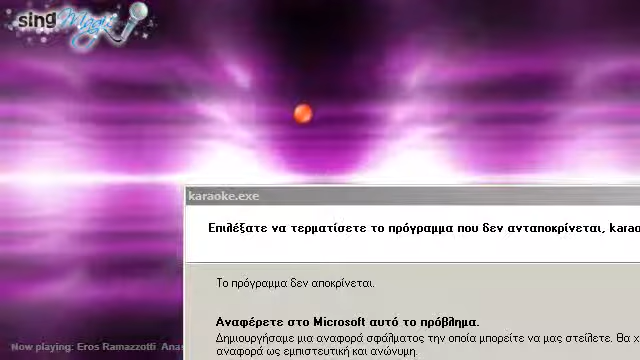 sing
Magic
karaoke.exe
Επιλέξατε να τερματίσετε το πρόγραμμα που δεν ανταποκρίνεται, karao
Το πρόγραμμα δεν αποκρίνεται.
Αναφέρετε στο Microsoft αυτό το πρόβλημα.
Δημιουργήσαμε μια αναφορά σφάλματος την οποία μπορείτε να μας στείλετε. Θα
αναφορά ως εμπιστευτική και ανώνυμη.
Now playing: Eros Ramazzotti Anas